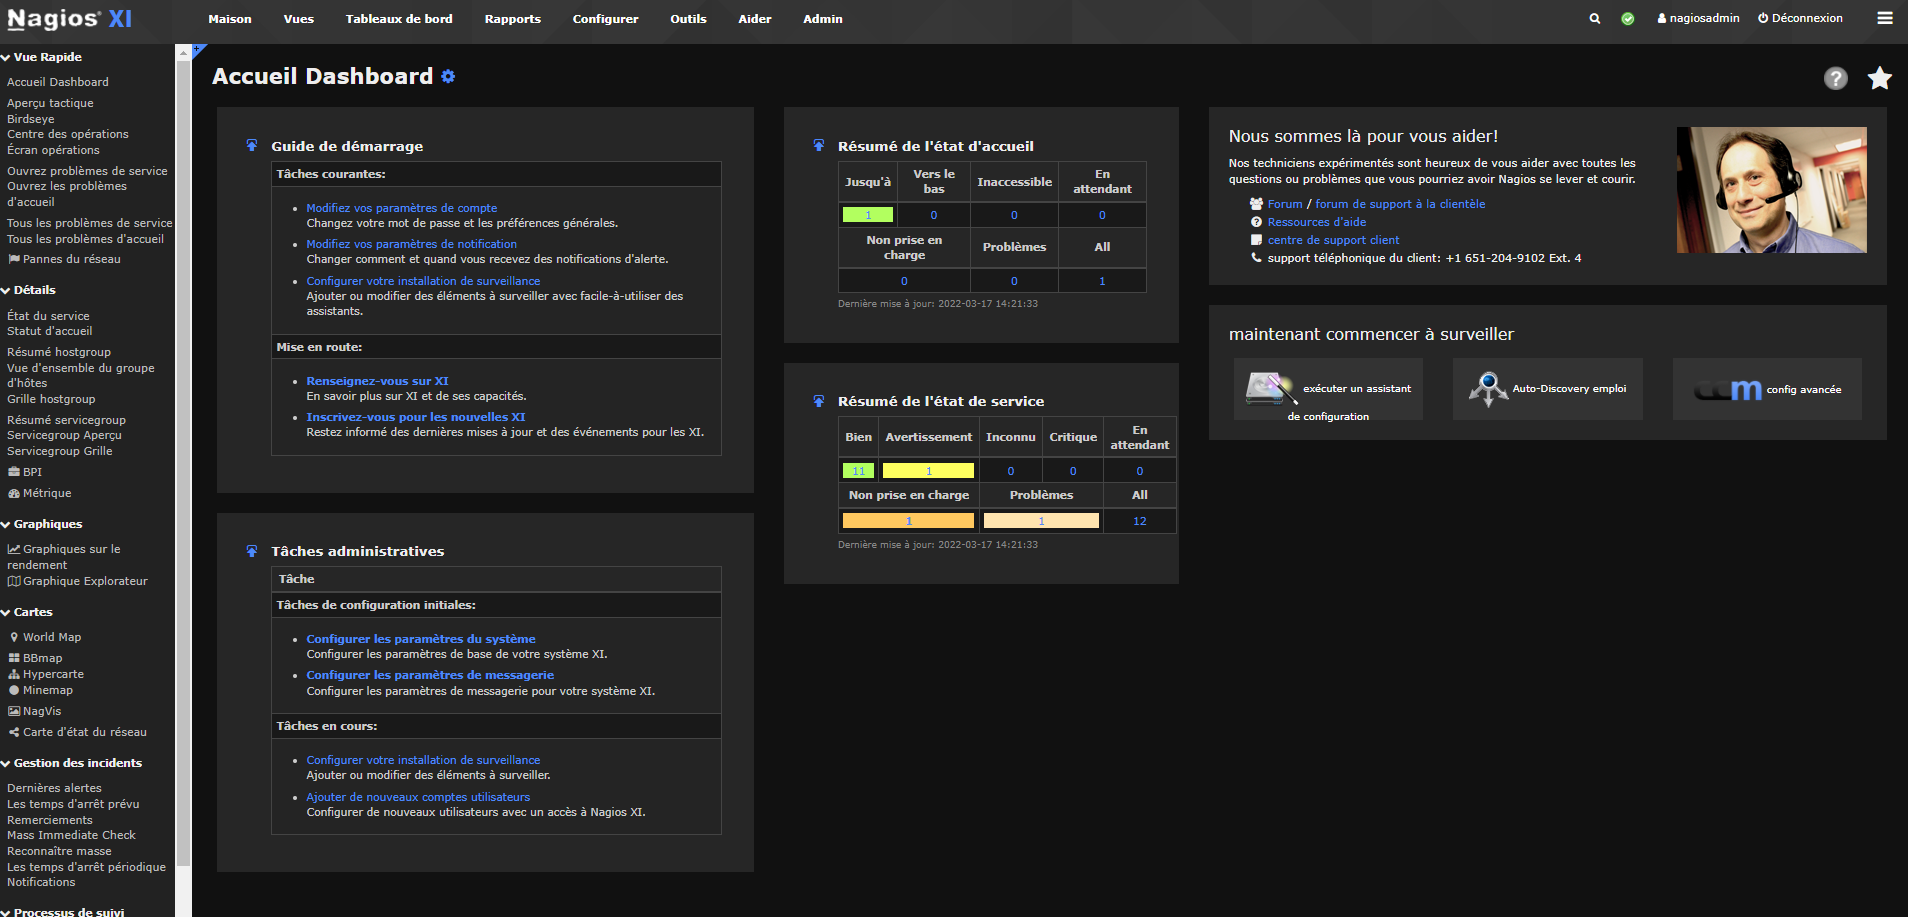 Nagios® XI
Maison Vues Tableaux de bord Rapports Configurer Outils Aider Admin
nagiosadmin Déconnexion
Vue Rapide
Accueil Dashboard
Aperçu tactique
Birdseye
Centre des opérations
Écran opérations
Ouvrez problèmes de service
Ouvrez les problèmes
d'accueil
Tous les problèmes de service
Tous les problèmes d'accueil
Pannes du réseau
Détails
État du service
Statut d'accueil
Résumé hostgroup
Vue d'ensemble du groupe
d'hôtes
Grille hostgroup
Résumé servicegroup
Servicegroup Aperçu
Servicegroup Grille
BPI
Métrique
Graphiques
Graphiques sur le
rendement
Graphique Explorateur
Cartes
World Map
BBmap
Hypercarte
Minemap
NagVis
Carte d'état du réseau
Gestion des incidents
Dernières alertes
Les temps d'arrêt prévu
Remerciements
Mass Immediate Check
Reconnaître masse
Les temps d'arrêt périodique
Notifications
Processus de suivi
Accueil Dashboard
Guide de démarrage
Tâches courantes:
Modifiez vos paramètres de compte
Changez votre mot de passe et les préférences générales.
Modifiez vos paramètres de notification
Changer comment et quand vous recevez des notifications d'alerte.
Configurer votre installation de surveillance
Ajouter ou modifier des éléments à surveiller avec facile-à-utiliser des
assistants.
Mise en route:
Renseignez-vous sur XI
En savoir plus sur XI et de ses capacités.
Inscrivez-vous pour les nouvelles XI
Restez informé des dernières mises à jour et des événements pour les XI.
Tâches administratives
Tâche
Tâches de configuration initiales:
Configurer les paramètres du système
Configurer les paramètres de base de votre système XI.
Configurer les paramètres de messagerie
Configurer les paramètres de messagerie pour votre système XI.
Tâches en cours:
Configurer votre installation de surveillance
Ajouter ou modifier des éléments à surveiller.
Ajouter de nouveaux comptes utilisateurs
Configurer de nouveaux utilisateurs avec un accès à Nagios XI.
Résumé de l'état d'accueil
Jusqu'à Vers le bas Inaccessible En attendant
1 0 0 0
Non prise en charge Problèmes All
0 0 1
Dernière mise à jour: 2022-03-17 14:21:33
Résumé de l'état de service
Bien Avertissement Inconnu Critique En attendant
11 1 0 0 0
Non prise en charge Problèmes All
1 1 12
Dernière mise à jour: 2022-03-17 14:21:33
Nous sommes là pour vous aider!
Nos techniciens expérimentés sont heureux de vous aider avec toutes les
questions ou problèmes que vous pourriez avoir Nagios se lever et courir.
Forum / forum de support à la clientèle
Ressources d'aide
centre de support client
support téléphonique du client: +1 651-204-9102 Ext. 4
maintenant commencer à surveiller
exécuter un assistant
de configuration
Auto-Discovery emploi
ccm config avancée